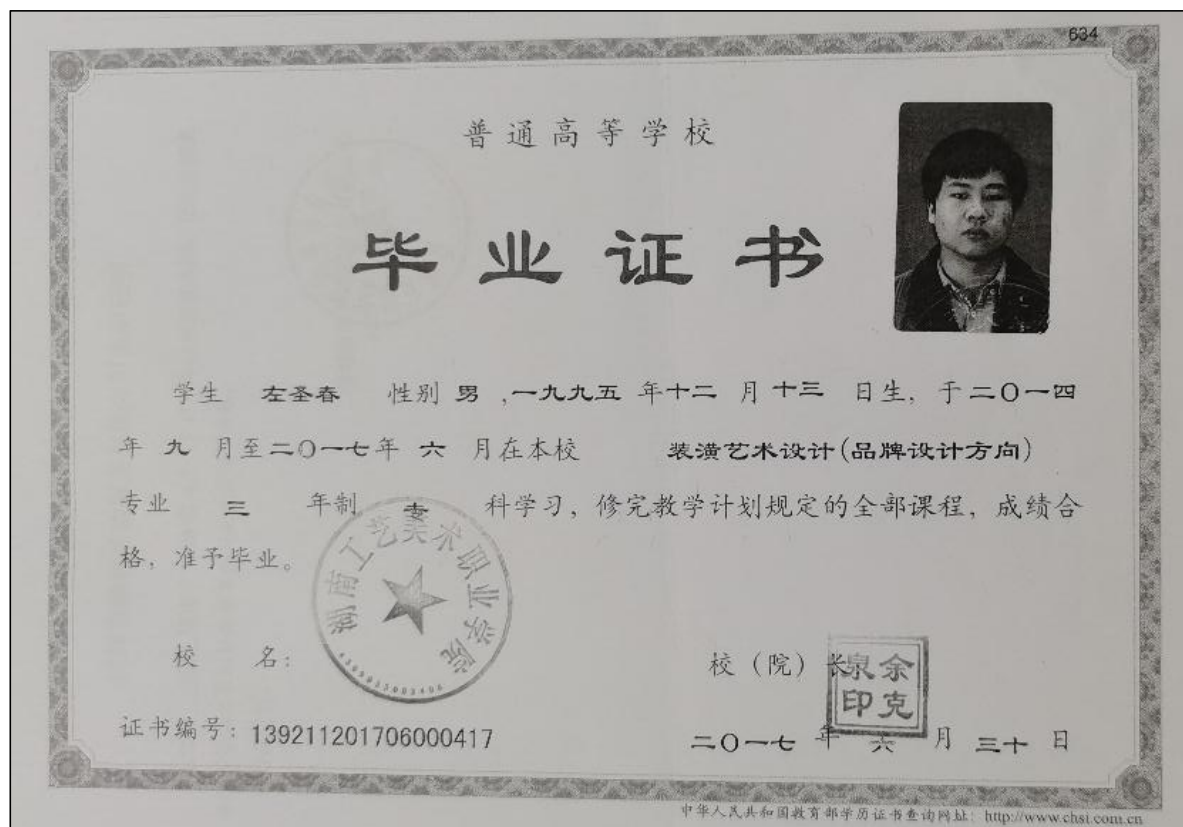 634
普通高等学校
毕业证书
学生 左圣春 性别 男 ,一九九五 年十二 月 十三 日生, 于二〇一四
年 九 月至二〇一七年 六 月在本校 装潢艺术设计(品牌设计方向)
专业 三 年制 专 科学习, 修完教学计划规定的全部课程, 成绩合
格, 准予毕业。
湖南工艺美术职业学院
校 名:
校 (院) 长
余克泉印
证书编号: 139211201706000417
二〇一七 年 六 月 三十 日
中华人民共和国教育部学历证书查询网址: http://www.chsi.com.cn